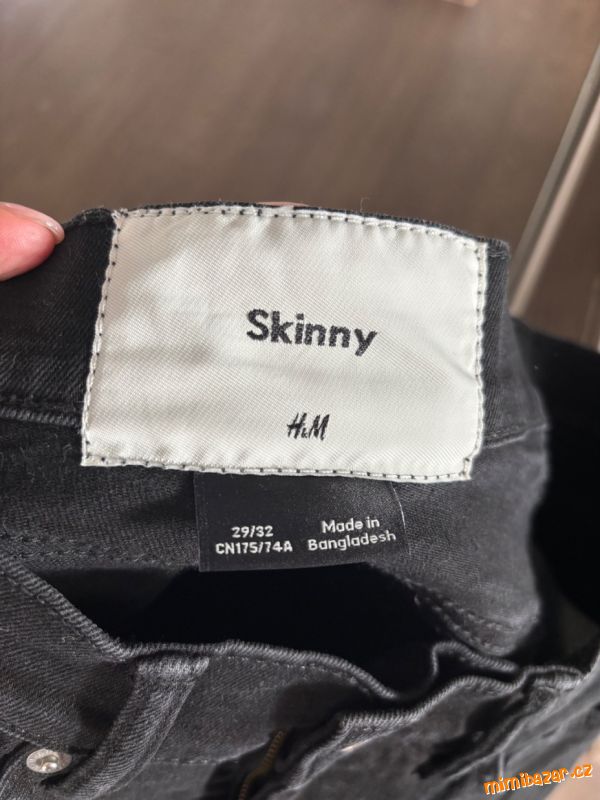 Skinny
H&M
29/32
CN175/74A
Made in
Bangladesh
mimibazar.cz